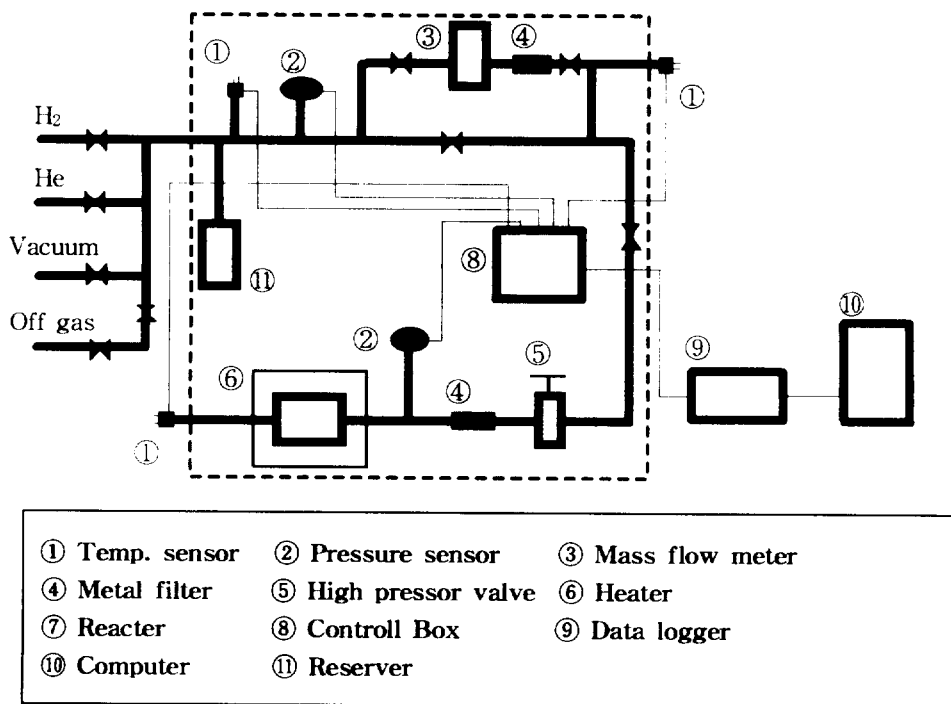 ③ ④
① ②
①
H₂
He
Vacuum
⑧
⑪
Off gas
⑩
② ⑤ ⑨
⑥ ④
①
① Temp. sensor ② Pressure sensor ③ Mass flow meter
④ Metal filter ⑤ High pressor valve ⑥ Heater
⑦ Reacter ⑧ Controll Box ⑨ Data logger
⑩ Computer ⑪ Reserver